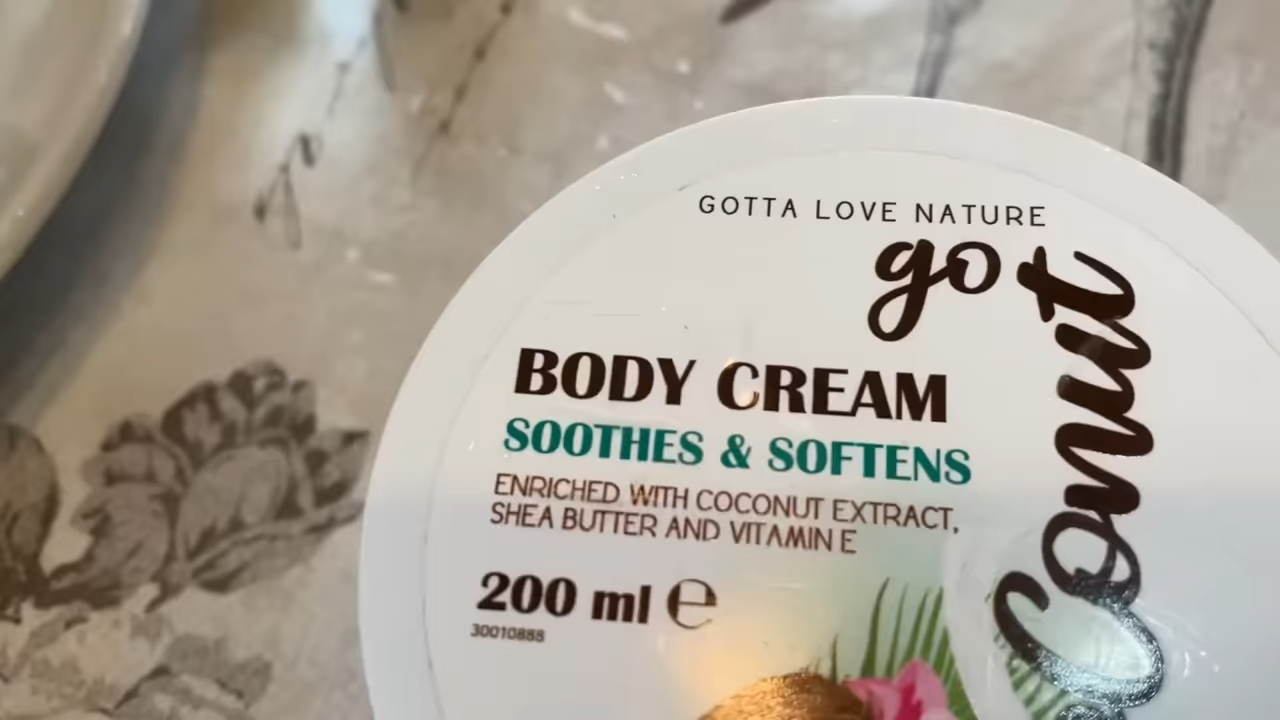 GOTTA LOVE NATURE
go
Coconut
BODY CREAM
SOOTHES & SOFTENS
ENRICHED WITH COCONUT EXTRACT,
SHEA BUTTER AND VITAMIN E
200 ml ℮
30010888